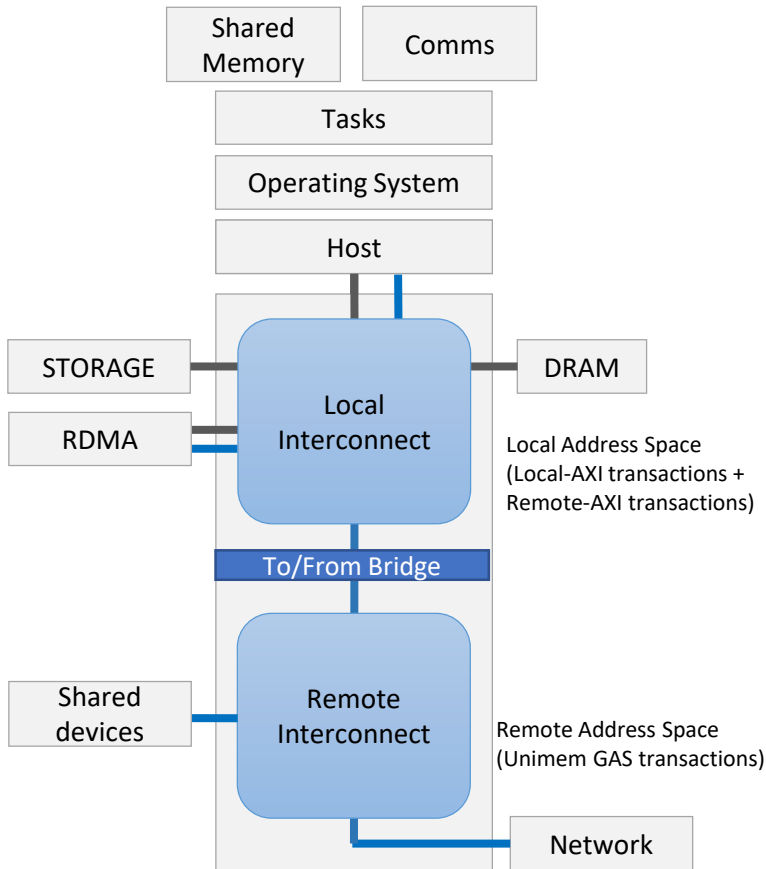 Shared
Memory
Comms
Tasks
Operating System
Host
STORAGE
DRAM
RDMA
Local
Interconnect
Local Address Space
(Local-AXI transactions +
Remote-AXI transactions)
To/From Bridge
Shared
devices
Remote
Interconnect
Remote Address Space
(Unimem GAS transactions)
Network